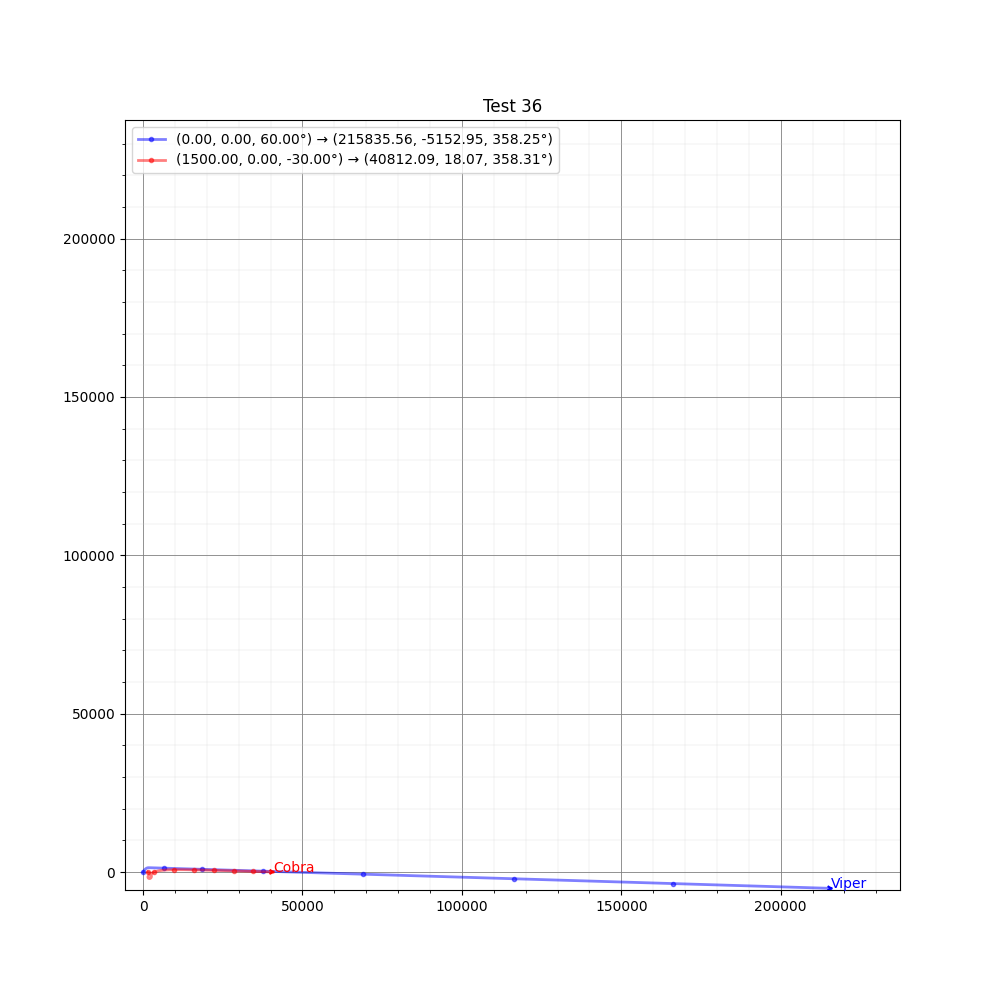 Test 36
(0.00, 0.00, 60.00°) → (215835.56, -5152.95, 358.25°)
(1500.00, 0.00, -30.00°) → (40812.09, 18.07, 358.31°)
200000
150000
100000
50000
0
Cobra
Viper
0 50000 100000 150000 200000